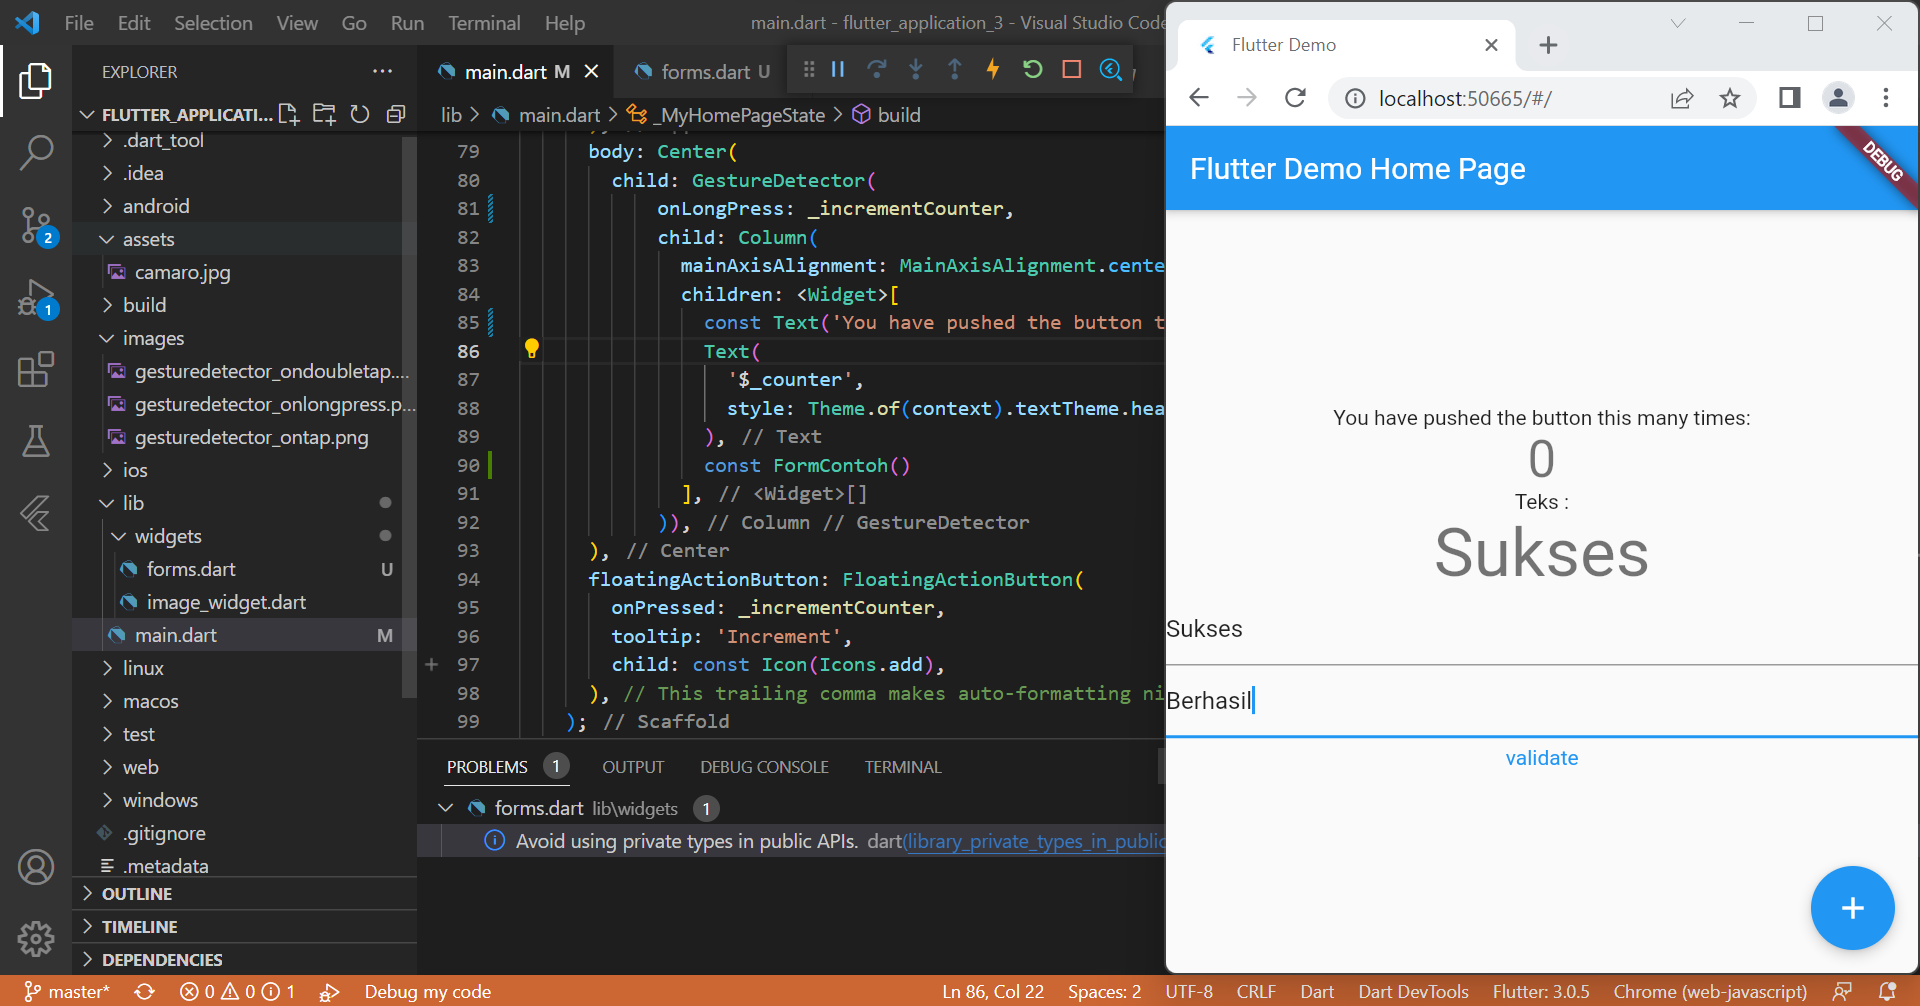 File Edit Selection View Go Run Terminal Help
main.dart - flutter_application_3 - Visual Studio Code
EXPLORER
FLUTTER_APPLICATI...
.dart_tool
.idea
android
assets
camaro.jpg
build
images
gesturedetector_ondoubletap....
gesturedetector_onlongpress.p...
gesturedetector_ontap.png
ios
lib
widgets
forms.dart U
image_widget.dart
main.dart M
linux
macos
test
web
windows
.gitignore
.metadata
OUTLINE
TIMELINE
DEPENDENCIES
2
1
main.dart M
forms.dart U
lib > main.dart > _MyHomePageState > build
79 body: Center(
80 child: GestureDetector(
81 onLongPress: _incrementCounter,
82 child: Column(
83 mainAxisAlignment: MainAxisAlignment.cente
84 children: <Widget>[
85 const Text('You have pushed the button t
86 Text(
87 '$_counter',
88 style: Theme.of(context).textTheme.hea
89 ), // Text
90 const FormContoh()
91 ], // <Widget>[]
92 )), // Column // GestureDetector
93 ), // Center
94 floatingActionButton: FloatingActionButton(
95 onPressed: _incrementCounter,
96 tooltip: 'Increment',
97 child: const Icon(Icons.add),
98 ), // This trailing comma makes auto-formatting ni
99 ); // Scaffold
PROBLEMS 1 OUTPUT DEBUG CONSOLE TERMINAL
forms.dart lib\widgets 1
Avoid using private types in public APIs. dart(library_private_types_in_public
Flutter Demo
localhost:50665/#/
Flutter Demo Home Page
DEBUG
You have pushed the button this many times:
0
Teks :
Sukses
Sukses
Berhasil
validate
master* 0 0 1 Debug my code Ln 86, Col 22 Spaces: 2 UTF-8 CRLF Dart Dart DevTools Flutter: 3.0.5 Chrome (web-javascript)